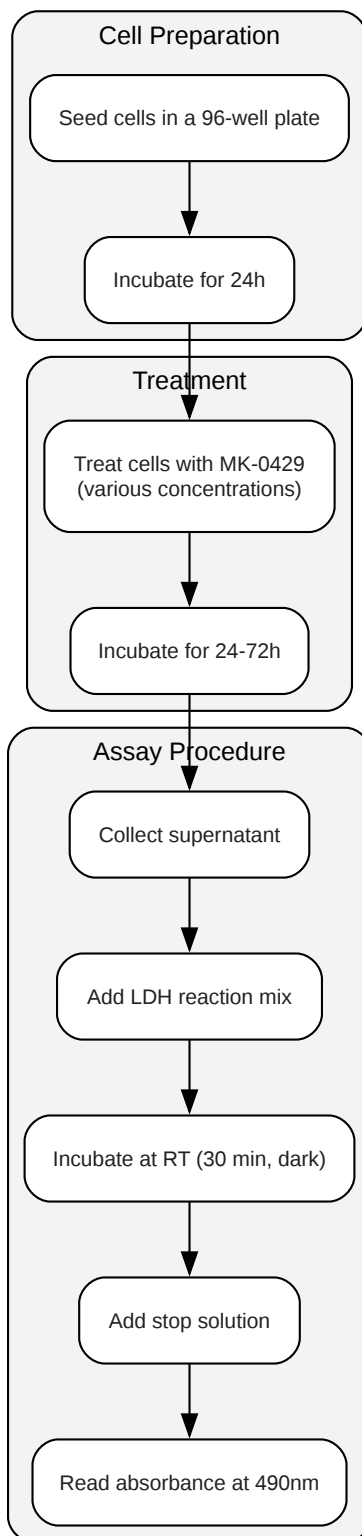 Cell Preparation
Seed cells in a 96-well plate
Incubate for 24h
Treatment
Treat cells with MK-0429
(various concentrations)
Incubate for 24-72h
Assay Procedure
Collect supernatant
Add LDH reaction mix
Incubate at RT (30 min, dark)
Add stop solution
Read absorbance at 490nm